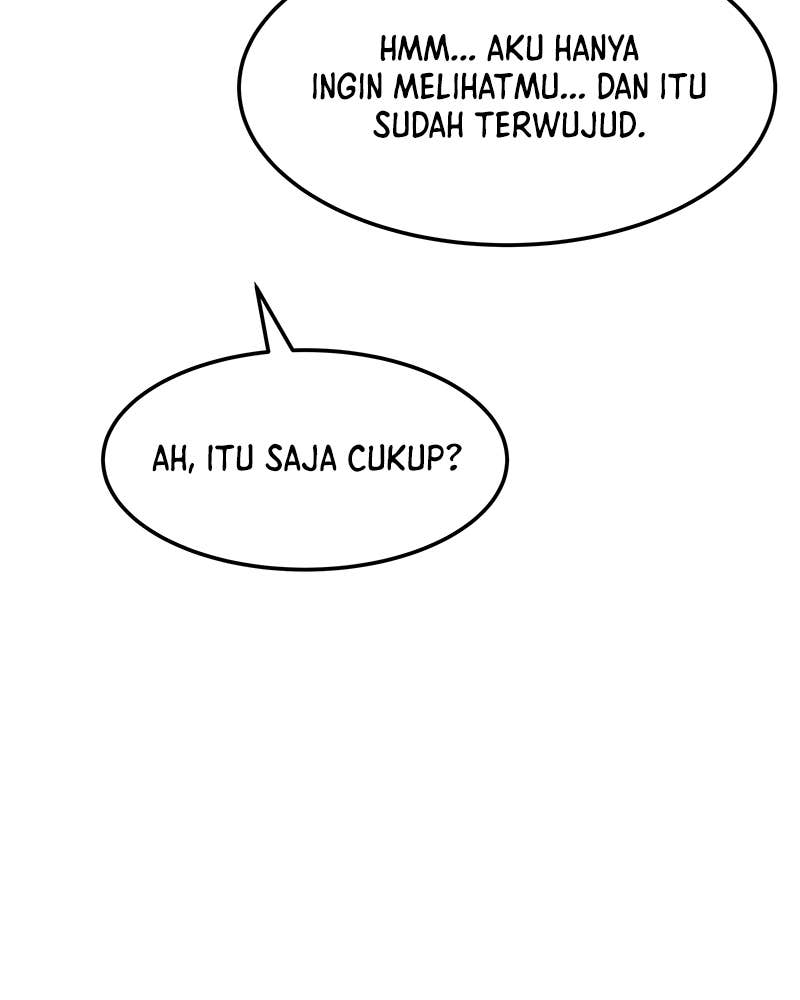 HMM... AKU HANYA
INGIN MELIHATMU... DAN ITU
SUDAH TERWUJUD.
AH, ITU SAJA CUKUP?